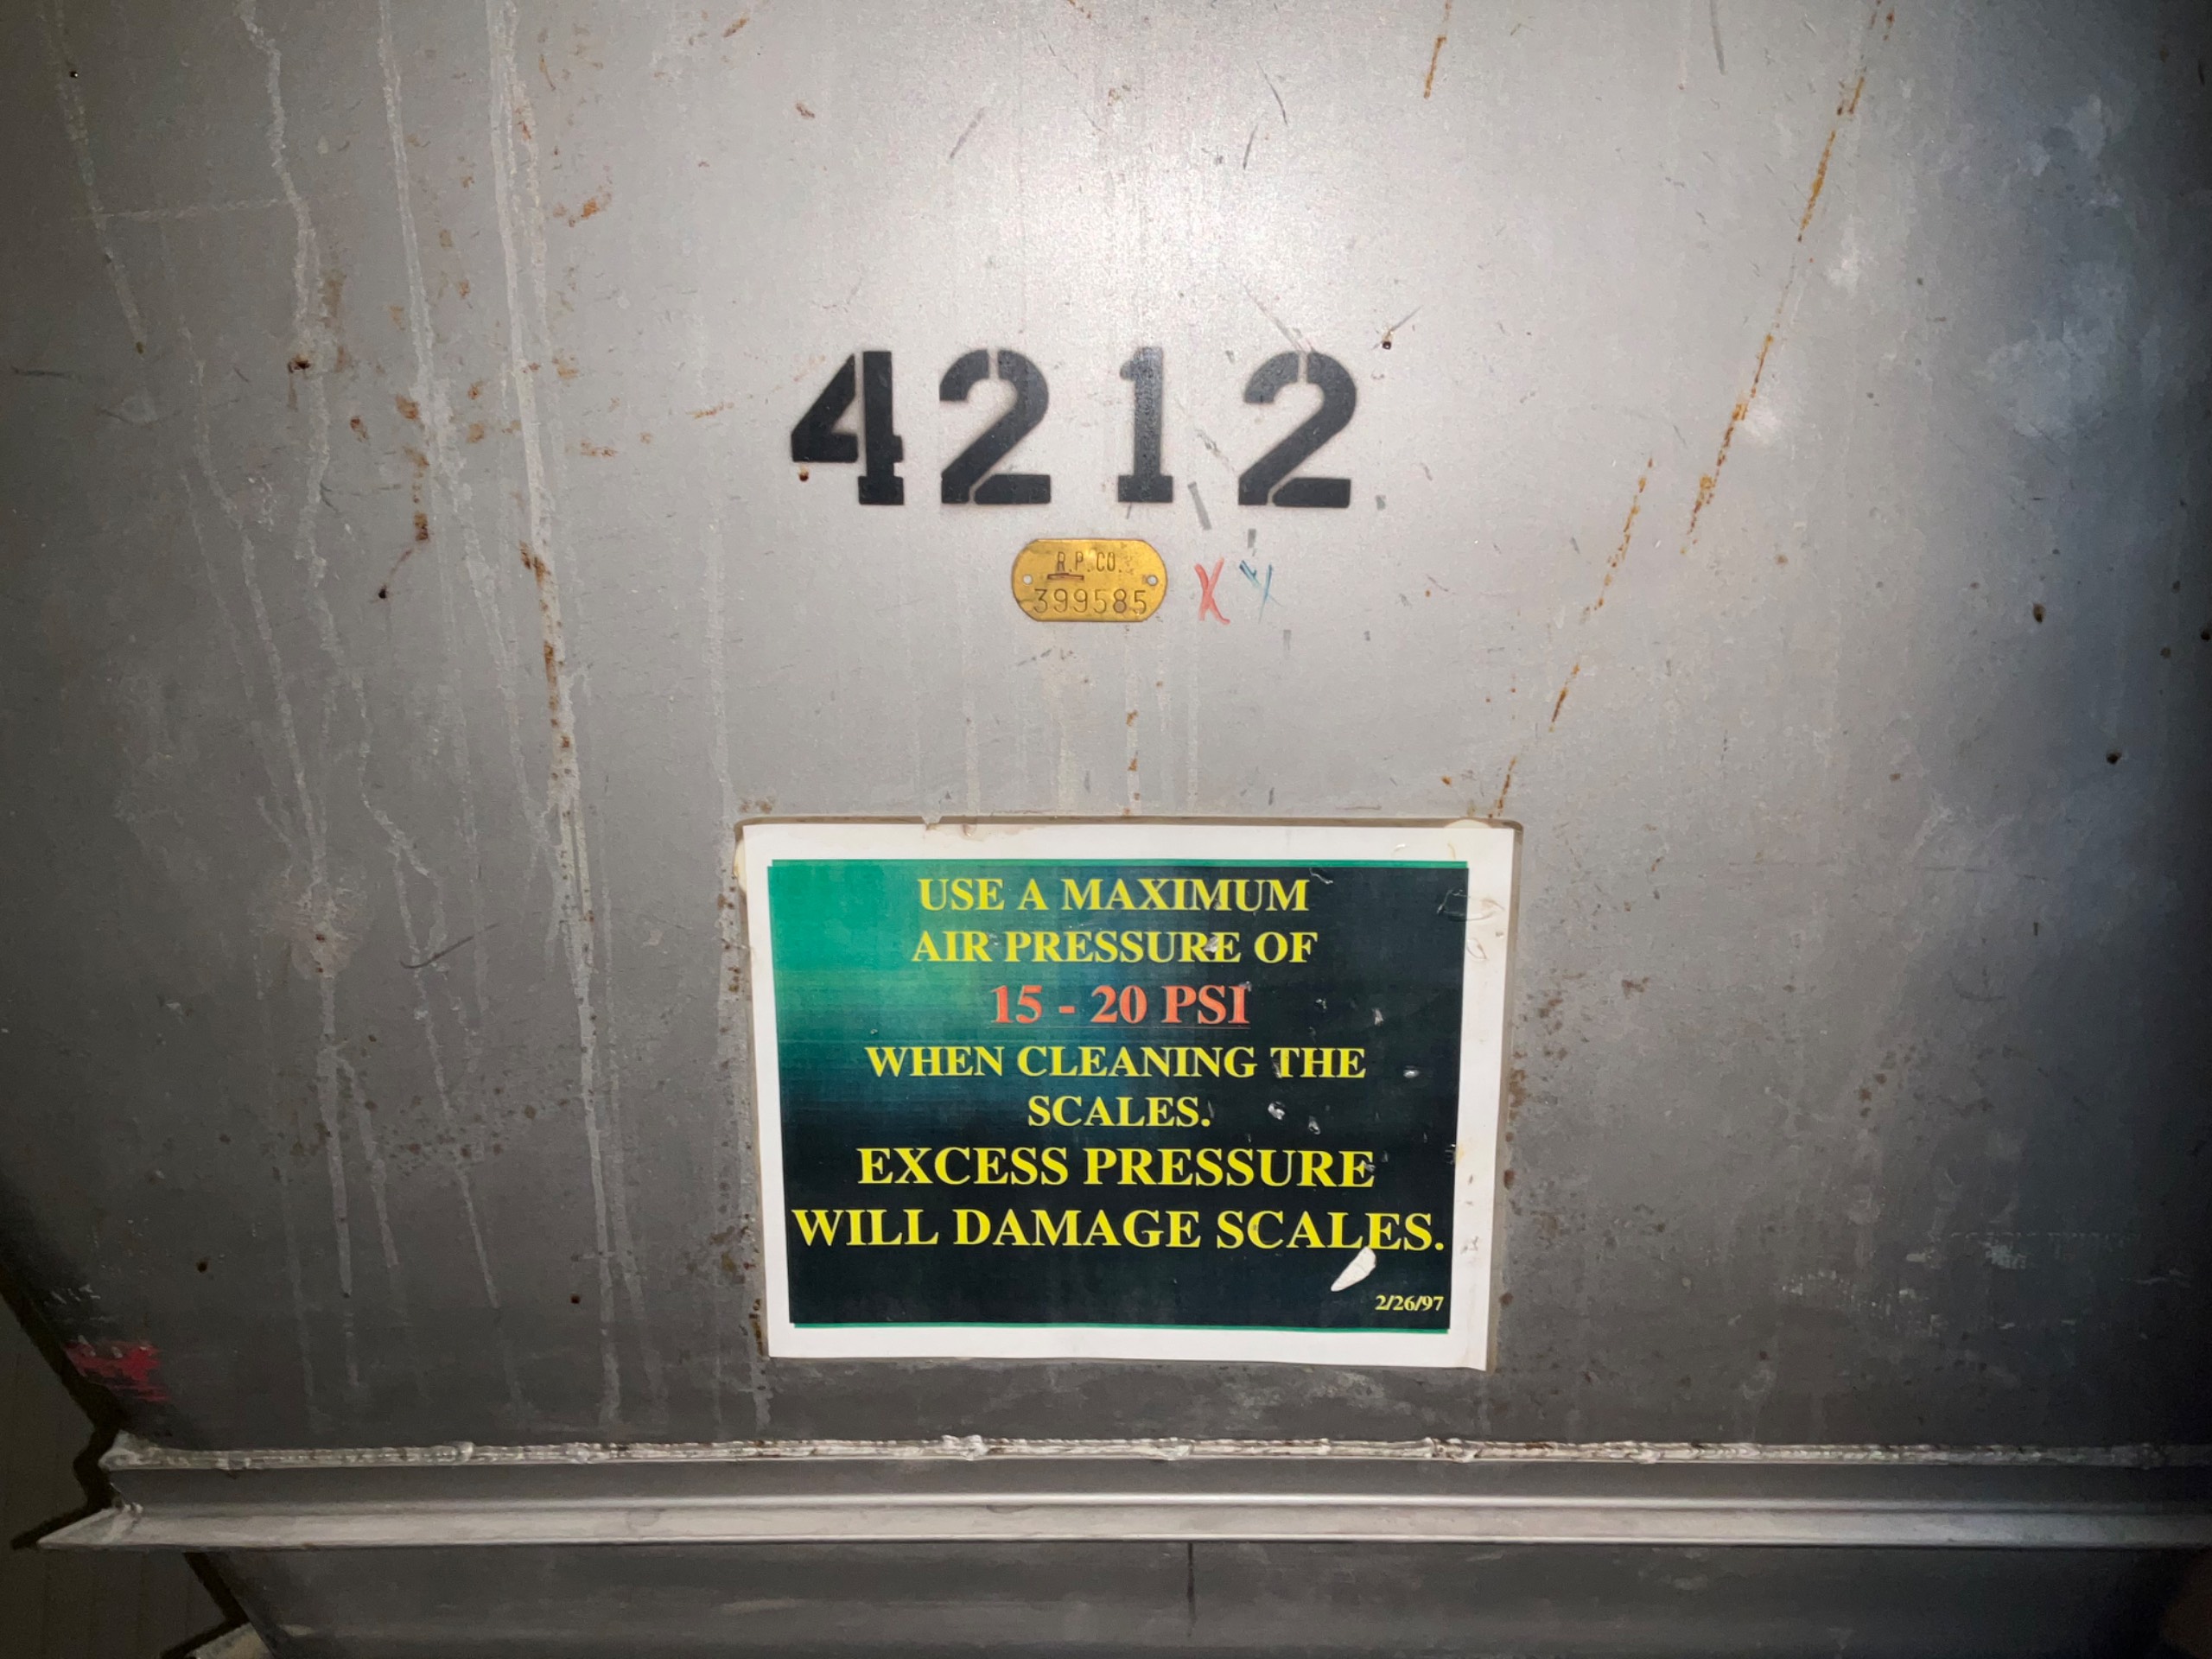 4212
R.P. CO.
399585
X X
USE A MAXIMUM
AIR PRESSURE OF
15 - 20 PSI
WHEN CLEANING THE
SCALES.
EXCESS PRESSURE
WILL DAMAGE SCALES.
2/26/97